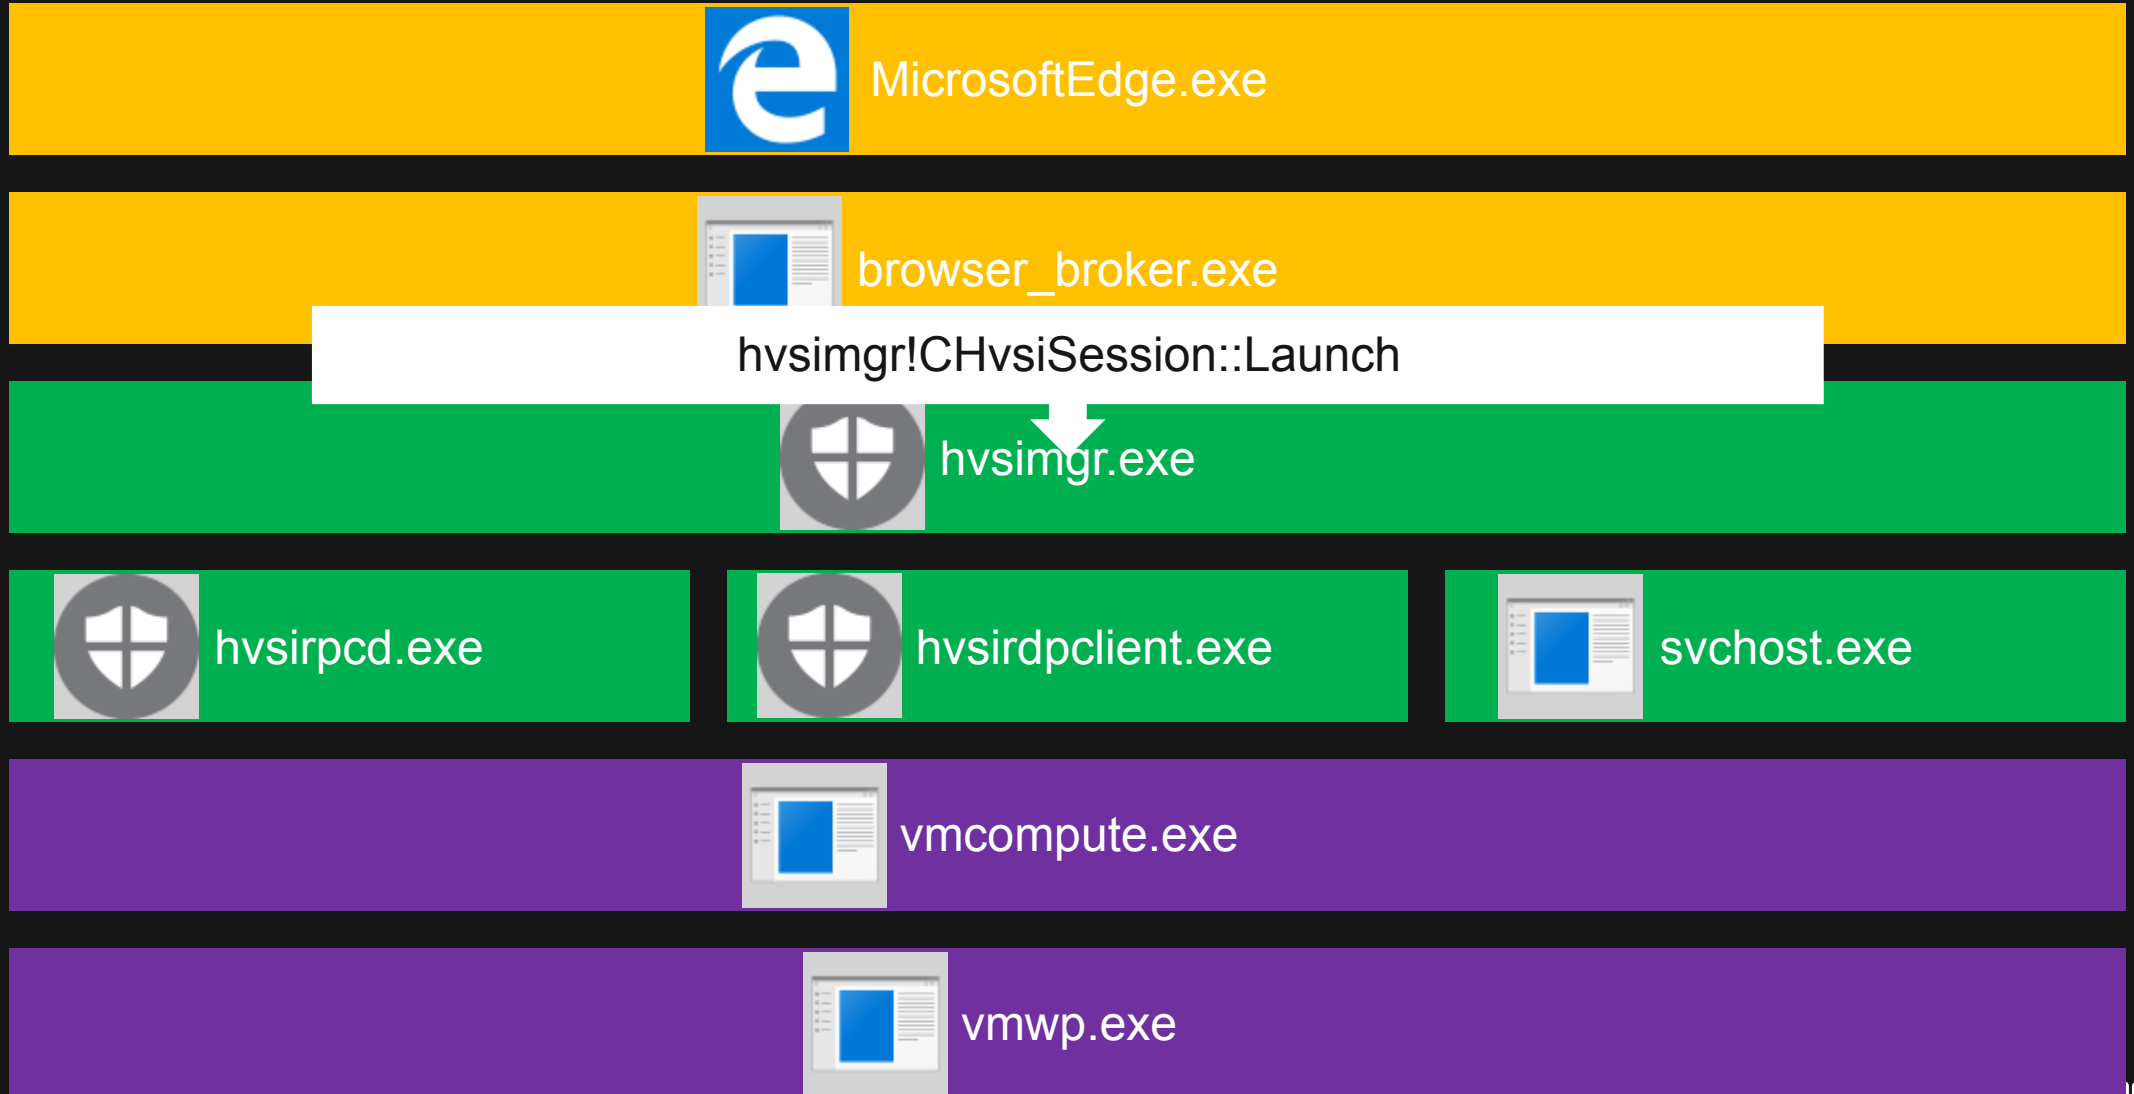 MicrosoftEdge.exe
browser_broker.exe
hvsimgr!CHvsiSession::Launch
hvsimgr.exe
hvsirpcd.exe
hvsirdpclient.exe
svchost.exe
vmcompute.exe
vmwp.exe